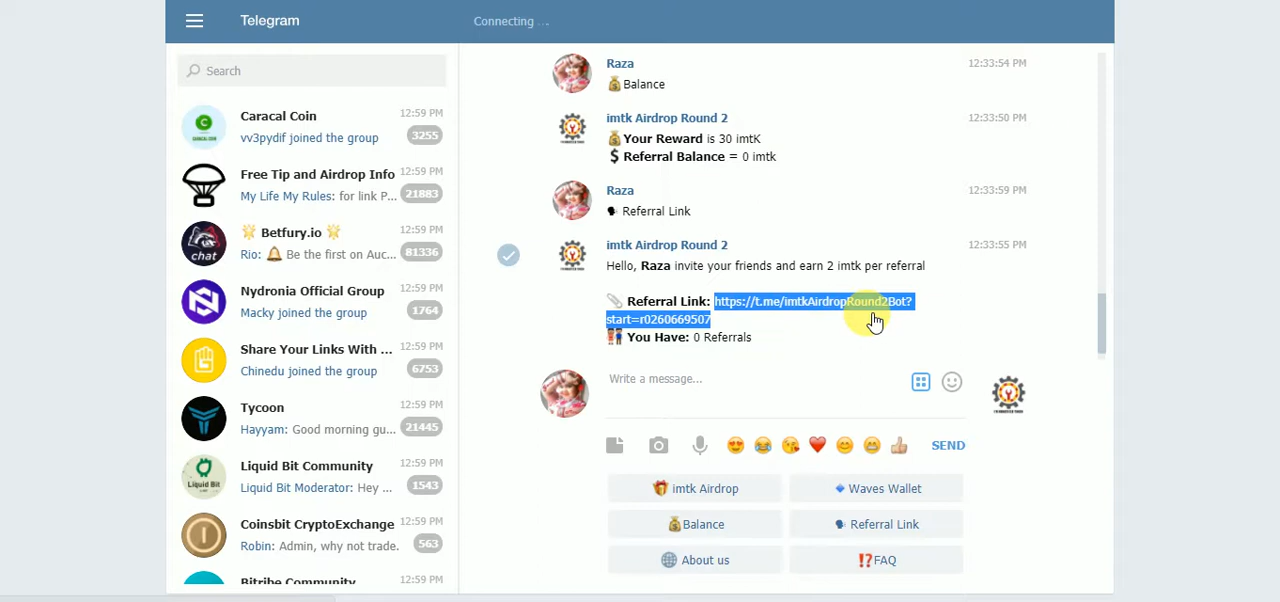 Telegram
Connecting ...
Search
Caracal Coin 12:59 PM
vv3pydif joined the group 3255
Free Tip and Airdrop Info 12:59 PM
My Life My Rules: for link P... 21883
🌟 Betfury.io 🌟 12:59 PM
Rio: 🔔 Be the first on Auc... 81336
chat
Nydronia Official Group 12:59 PM
Macky joined the group 1764
Share Your Links With ... 12:59 PM
Chinedu joined the group 6753
Tycoon 12:59 PM
Hayyam: Good morning gu... 21445
Liquid Bit Community 12:59 PM
Liquid Bit Moderator: Hey ... 1543
Liquid Bit
Coinsbit CryptoExchange 12:59 PM
Robin: Admin, why not trade. 563
Bitribe Community 12:59 PM
Raza 12:33:54 PM
💰Balance
imtk Airdrop Round 2 12:33:50 PM
💰Your Reward is 30 imtK
💲Referral Balance = 0 imtk
Raza 12:33:59 PM
🗣 Referral Link
imtk Airdrop Round 2 12:33:55 PM
Hello, Raza invite your friends and earn 2 imtk per referral
📎 Referral Link: https://t.me/imtkAirdropRound2Bot?
start=r0260669507
👫 You Have: 0 Referrals
Write a message...
😍 😂 😘 ❤️ 😊 😁 👍 SEND
🎁 imtk Airdrop 🔹 Waves Wallet
💰Balance 🗣 Referral Link
🌐 About us ⁉️FAQ